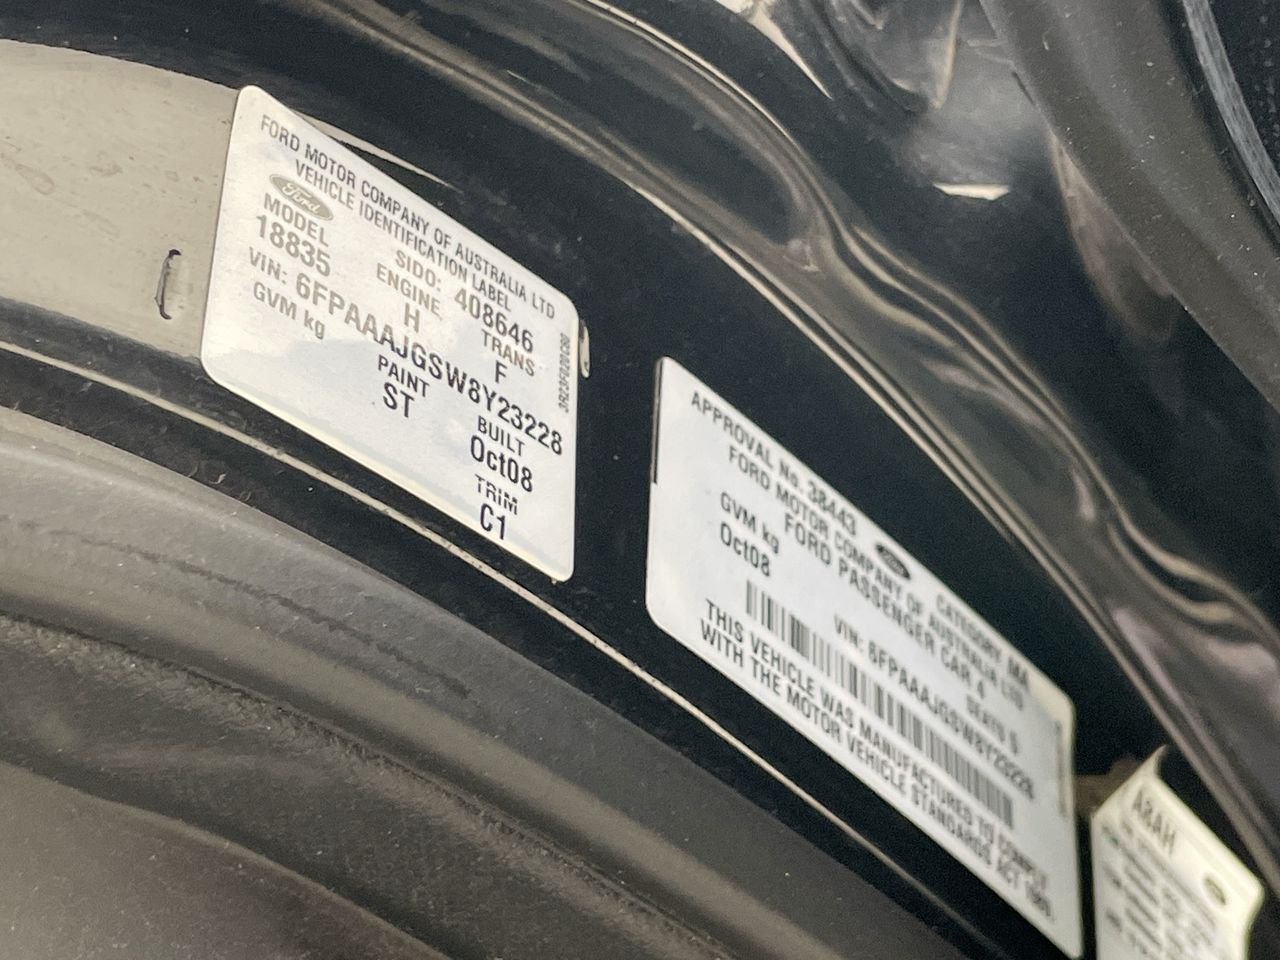 FORD MOTOR COMPANY OF AUSTRALIA LTD
VEHICLE IDENTIFICATION LABEL
Ford
SIDO: 408646
MODEL ENGINE TRANS
18835 H F
VIN: 6FPAAAJGSW8Y23228
GVM kg PAINT BUILT
ST Oct08
TRIM
C1
APPROVAL No. 38443 Ford CATEGORY MA
FORD MOTOR COMPANY OF AUSTRALIA LTD
FORD PASSENGER CAR 4
GVM kg SEATS 5
Oct08 VIN: 6FPAAAJGSW8Y23228
THIS VEHICLE WAS MANUFACTURED TO COMPLY
WITH THE MOTOR VEHICLE STANDARDS ACT 1989
HA8A